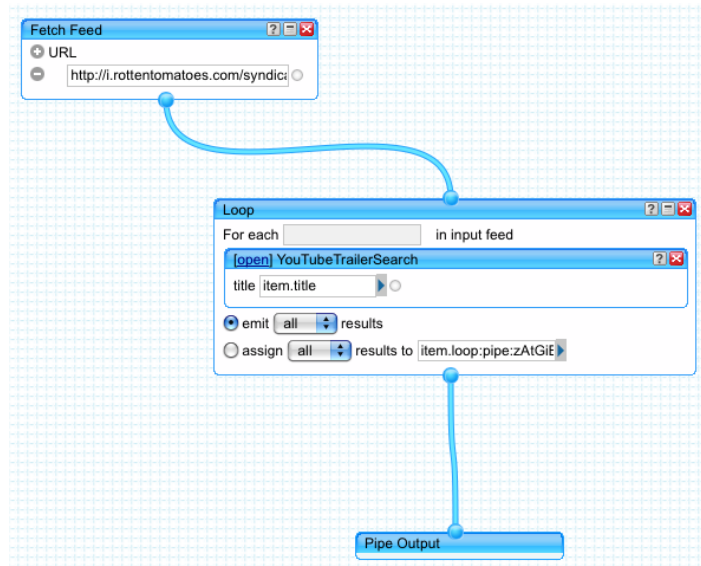 Fetch Feed ?
URL
http://i.rottentomatoes.com/syndica
Loop ?
For each in input feed
[open] YouTubeTrailerSearch ?
title item.title
emit all results
assign all results to item.loop:pipe:zAtGiE
Pipe Output